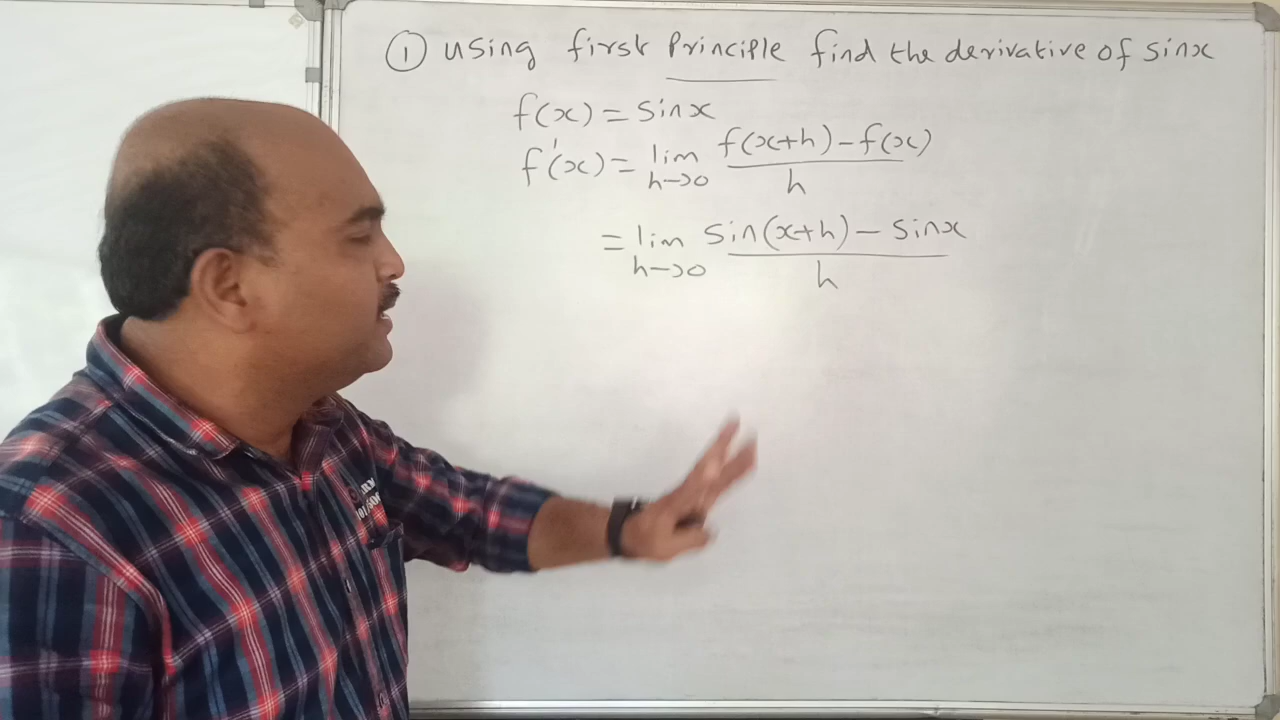 ① Using first Principle find the derivative of sinx
f(x) = sinx
f'(x) = lim h→0 f(x+h) - f(x) / h
= lim h→0 sin(x+h) - sinx / h